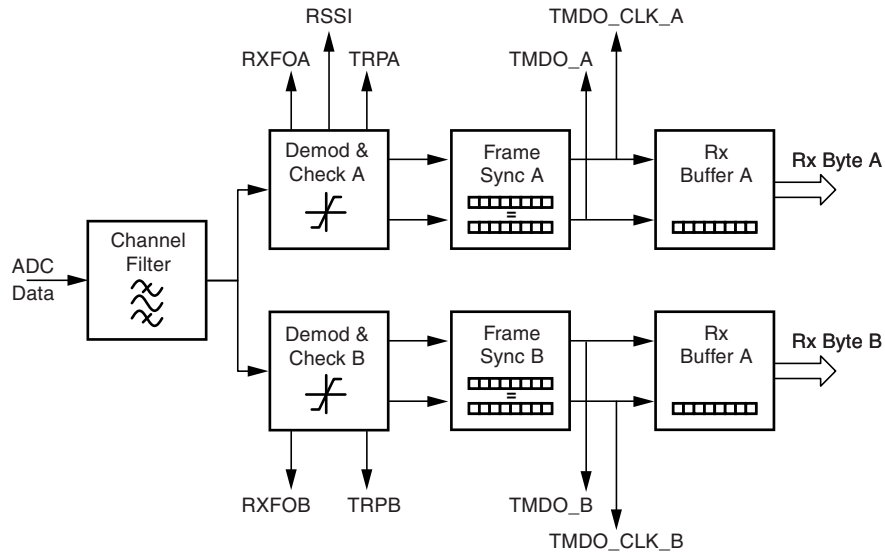 RSSI
TMDO_CLK_A
RXFOA
TRPA
TMDO_A
Demod &
Check A
Frame
Sync A
=
Rx
Buffer A
Rx Byte A
Channel
Filter
ADC
Data
Demod &
Check B
Frame
Sync B
=
Rx
Buffer A
Rx Byte B
RXFOB
TRPB
TMDO_B
TMDO_CLK_B